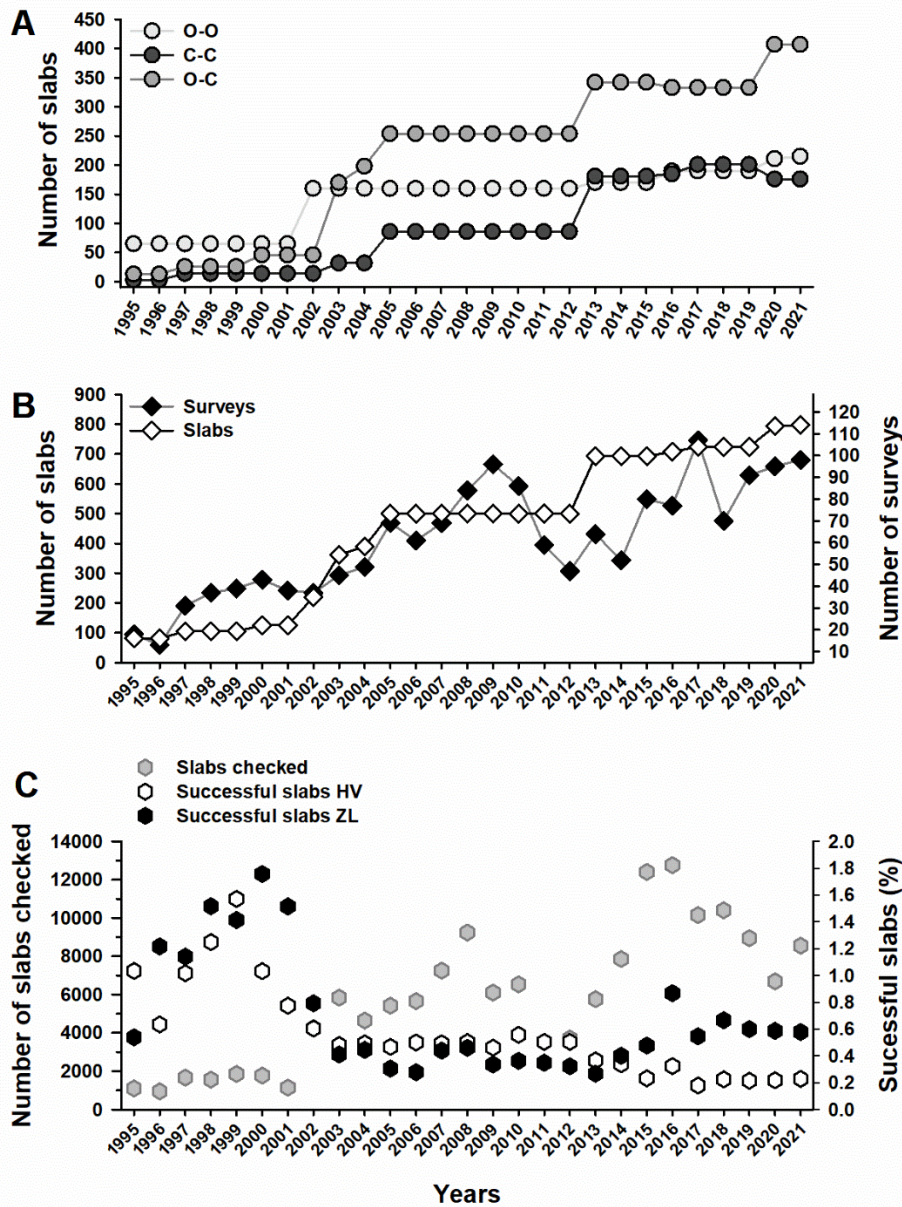 A
O-O
C-C
O-C
Number of slabs
450
400
350
300
250
200
150
100
50
0
1995 1996 1997 1998 1999 2000 2001 2002 2003 2004 2005 2006 2007 2008 2009 2010 2011 2012 2013 2014 2015 2016 2017 2018 2019 2020 2021
B
Surveys
Slabs
Number of slabs
900
800
700
600
500
400
300
200
100
0
Number of surveys
120
110
100
90
80
70
60
50
40
30
20
10
1995 1996 1997 1998 1999 2000 2001 2002 2003 2004 2005 2006 2007 2008 2009 2010 2011 2012 2013 2014 2015 2016 2017 2018 2019 2020 2021
C
Slabs checked
Successful slabs HV
Successful slabs ZL
Number of slabs checked
14000
12000
10000
8000
6000
4000
2000
0
Sucessful slabs (%)
2.0
1.8
1.6
1.4
1.2
1.0
0.8
0.6
0.4
0.2
0.0
1995 1996 1997 1998 1999 2000 2001 2002 2003 2004 2005 2006 2007 2008 2009 2010 2011 2012 2013 2014 2015 2016 2017 2018 2019 2020 2021
Years